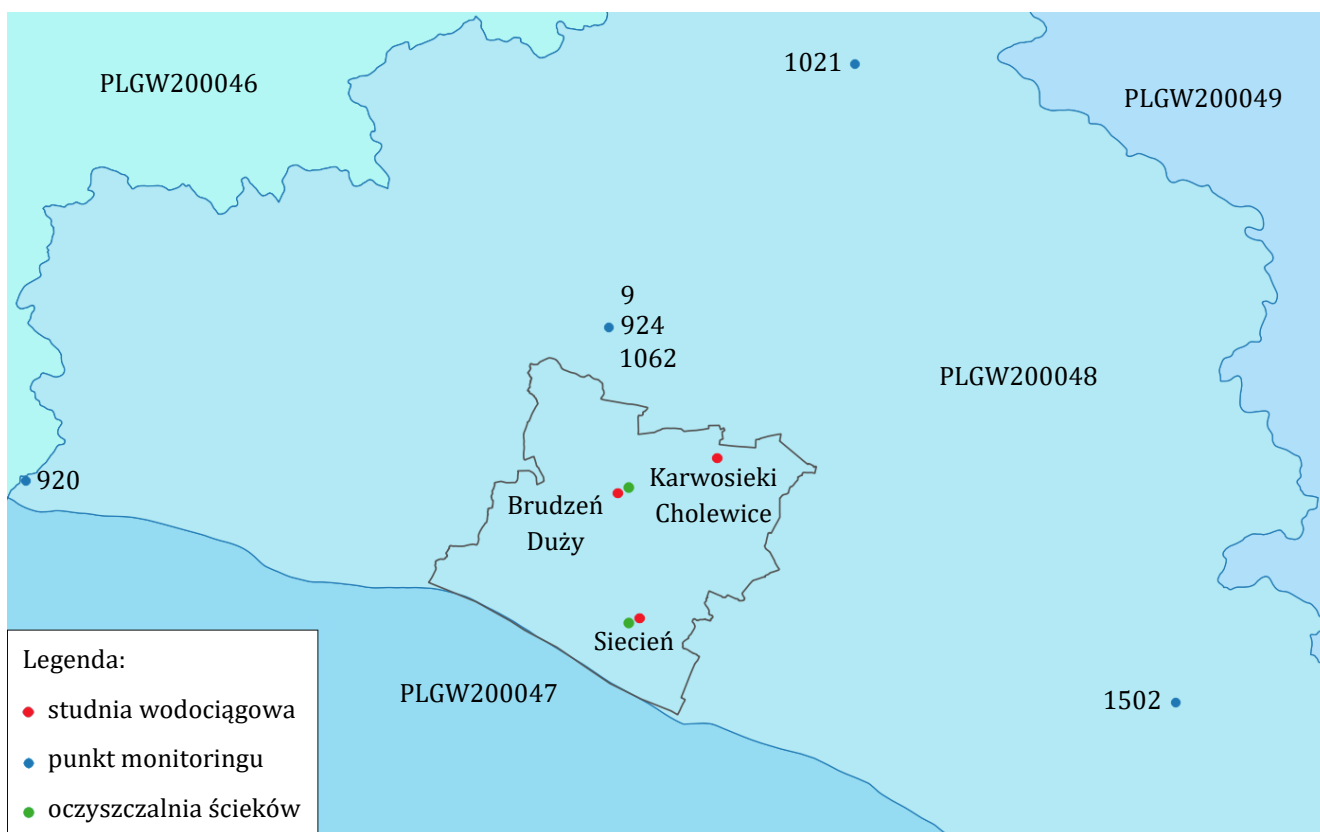 1021
PLGW200046
PLGW200049
9
924
1062
PLGW200048
920
Karwosieki
Cholewice
Brudzeń
Duży
Siecień
PLGW200047
1502
Legenda:
studnia wodociągowa
punkt monitoringu
oczyszczalnia ścieków